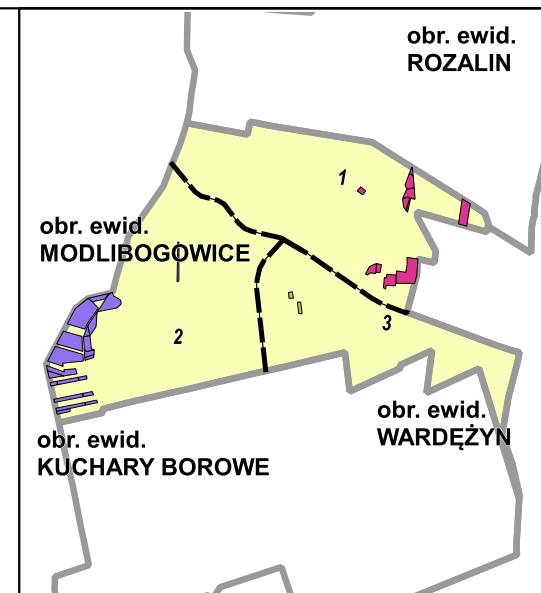 obr. ewid.
ROZALIN
1
obr. ewid.
MODLIBOGOWICE
2
3
obr. ewid.
WARDĘŻYN
obr. ewid.
KUCHARY BOROWE